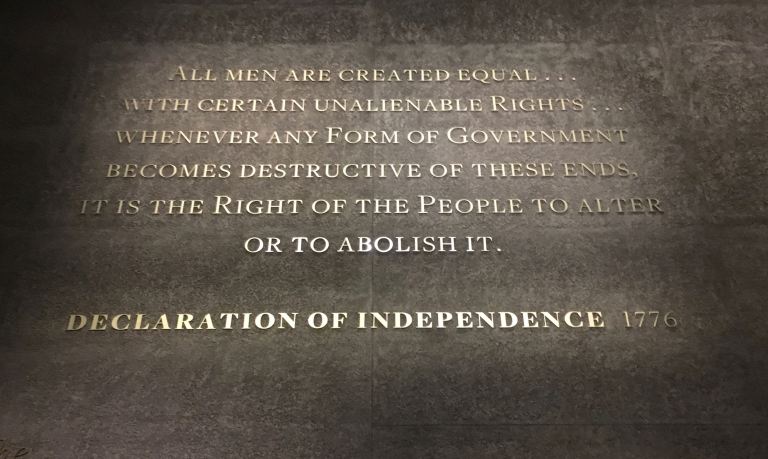 ALL MEN ARE CREATED EQUAL . . .
WITH CERTAIN UNALIENABLE RIGHTS . . .
WHENEVER ANY FORM OF GOVERNMENT
BECOMES DESTRUCTIVE OF THESE ENDS,
IT IS THE RIGHT OF THE PEOPLE TO ALTER
OR TO ABOLISH IT.
DECLARATION OF INDEPENDENCE 1776